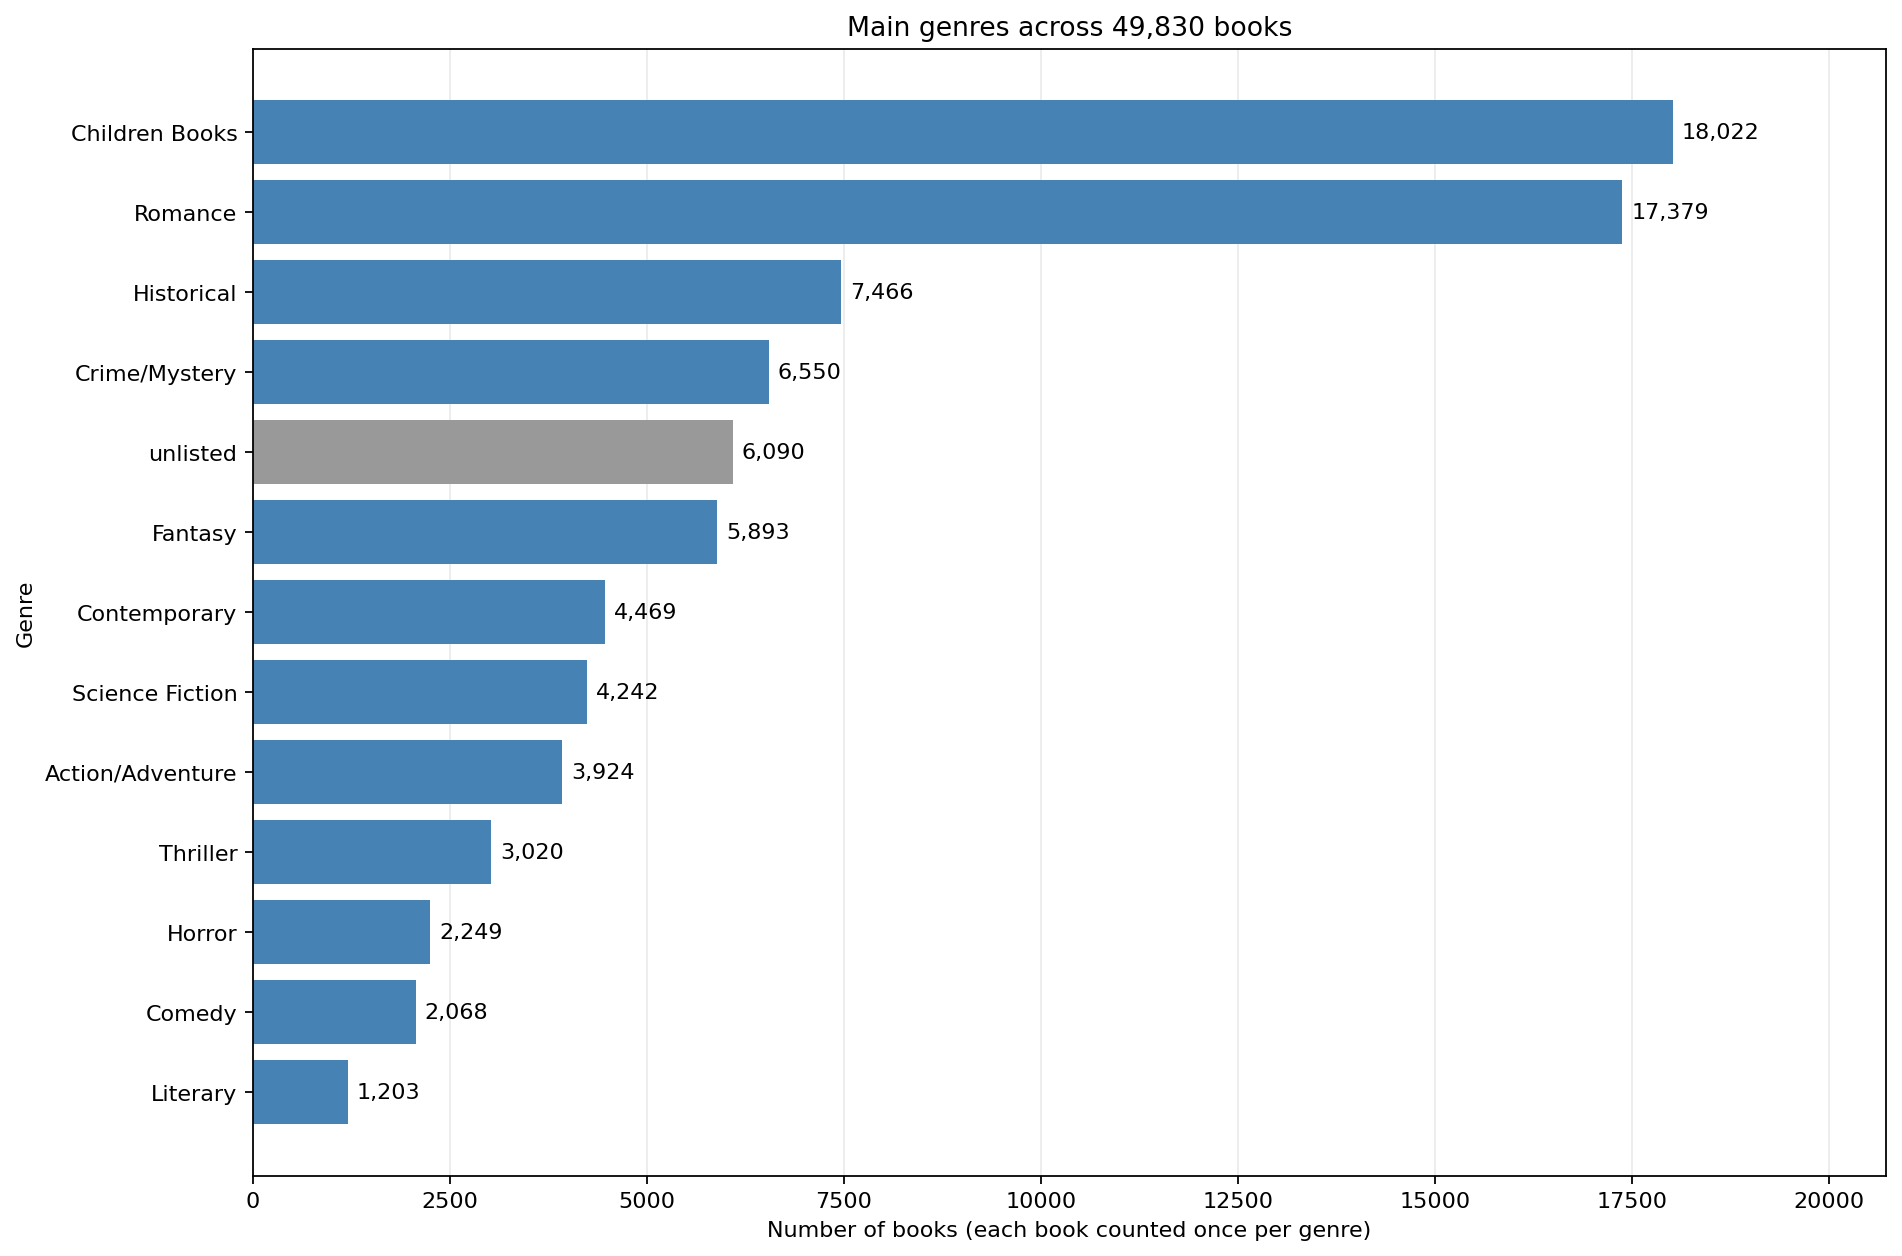 Main genres across 49,830 books
Genre
Children Books 18,022
Romance 17,379
Historical 7,466
Crime/Mystery 6,550
unlisted 6,090
Fantasy 5,893
Contemporary 4,469
Science Fiction 4,242
Action/Adventure 3,924
Thriller 3,020
Horror 2,249
Comedy 2,068
Literary 1,203
0 2500 5000 7500 10000 12500 15000 17500 20000
Number of books (each book counted once per genre)